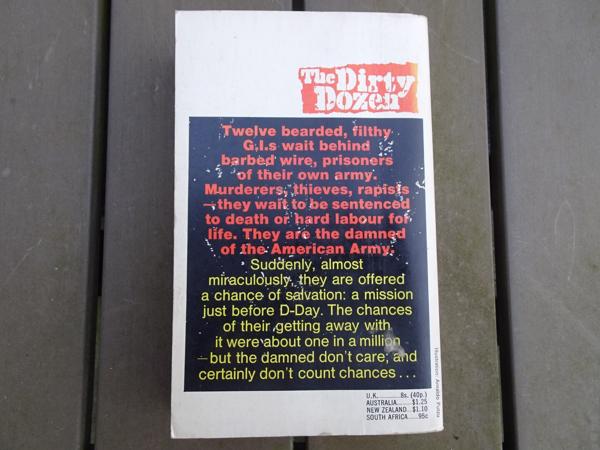 The Dirty
Dozen
Twelve bearded, filthy
G.I.s wait behind
barbed wire, prisoners
of their own army.
Murderers, thieves, rapists
—they wait to be sentenced
to death or hard labour for
life. They are the damned
of the American Army.
Suddenly, almost
miraculously, they are offered
a chance of salvation: a mission
just before D-Day. The chances
of their getting away with
it were about one in a million
—but the damned don't care, and
certainly don't count chances . . .
U.K. ........8s. (40p.)
AUSTRALIA......$1.25
NEW ZEALAND..$1.10
SOUTH AFRICA.....95c
Illustration: Arnaldo Putzu